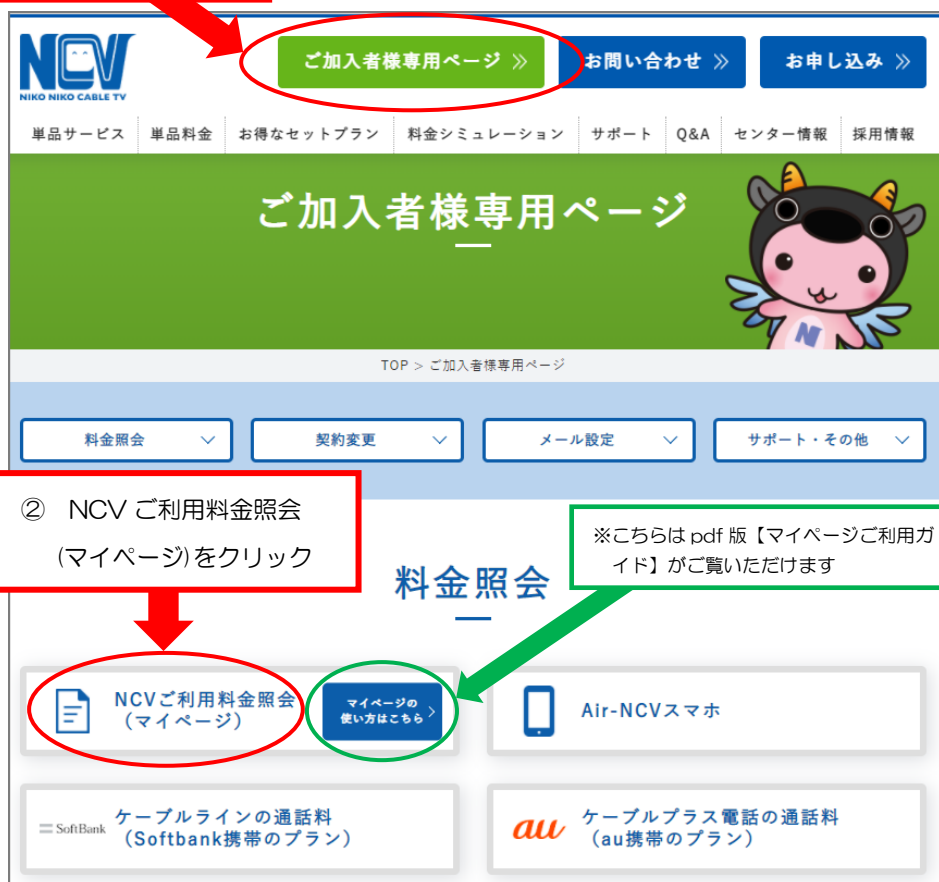 NCV
NIKO NIKO CABLE TV
ご加入者様専用ページ
お問い合わせ
お申し込み
単品サービス
単品料金
お得なセットプラン
料金シミュレーション
サポート
Q&A
センター情報
採用情報
ご加入者様専用ページ
N
TOP > ご加入者様専用ページ
料金照会
契約変更
メール設定
サポート・その他
② NCV ご利用料金照会
(マイページ)をクリック
※こちらは pdf 版【マイページご利用ガ
イド】がご覧いただけます
料金照会
NCVご利用料金照会
（マイページ）
マイページの
使い方はこちら
Air-NCVスマホ
SoftBank
ケーブルラインの通話料
（Softbank携帯のプラン）
au
ケーブルプラス電話の通話料
（au携帯のプラン）